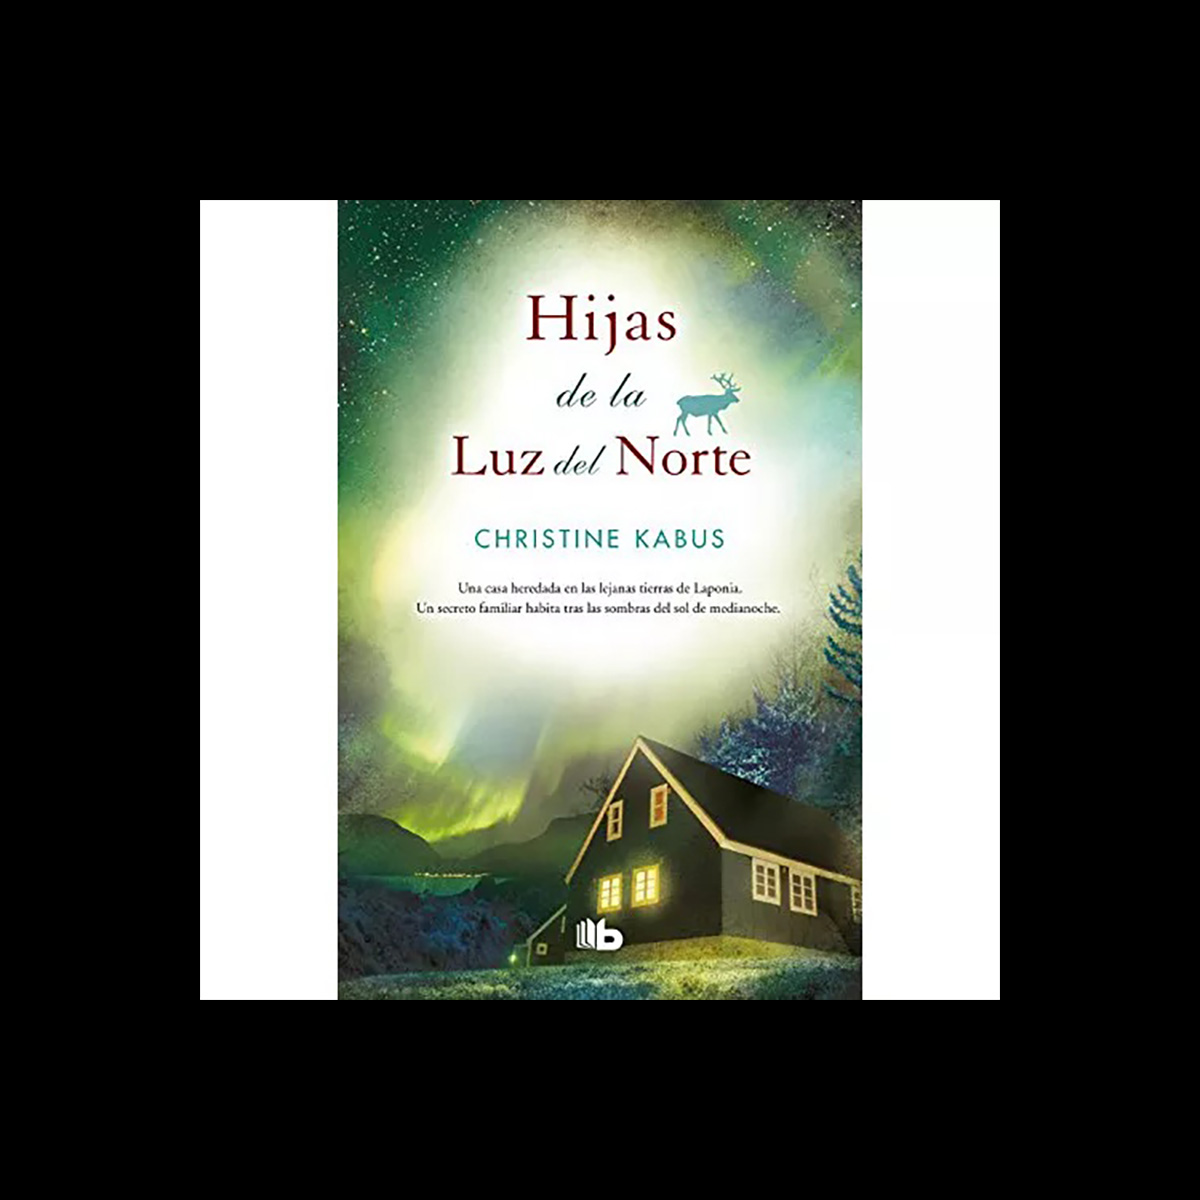 Hijas
de la
Luz del Norte
CHRISTINE KABUS
Una casa heredada en las lejanas tierras de Laponia.
Un secreto familiar habita tras las sombras del sol de medianoche.
b